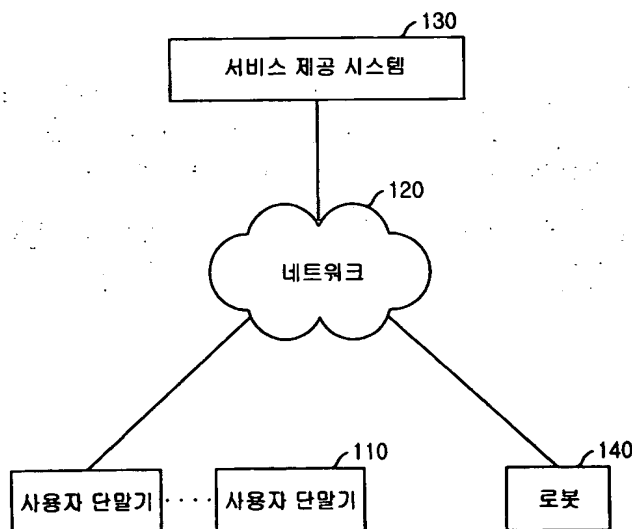 130
서비스 제공 시스템
120
네트워크
110
140
사용자 단말기 ···· 사용자 단말기
로봇